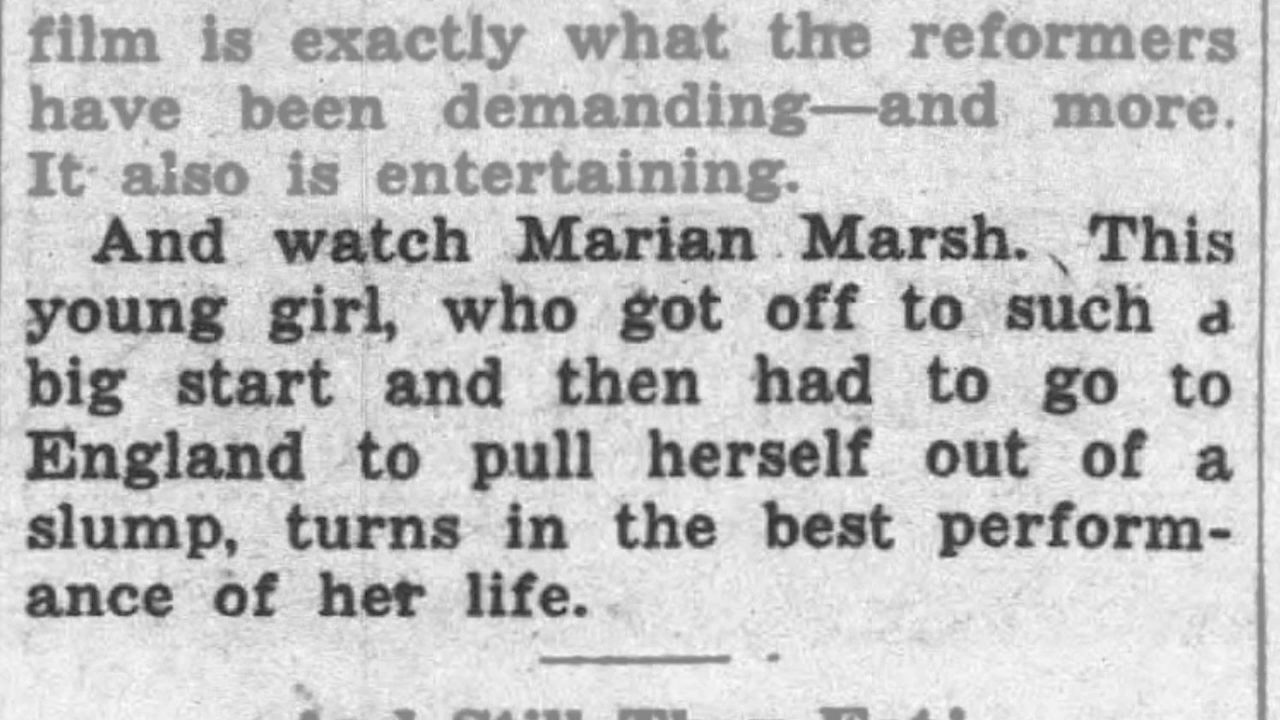 film is exactly what the reformers
have been demanding—and more.
It also is entertaining.
And watch Marian Marsh. This
young girl, who got off to such a
big start and then had to go to
England to pull herself out of a
slump, turns in the best perform-
ance of her life.